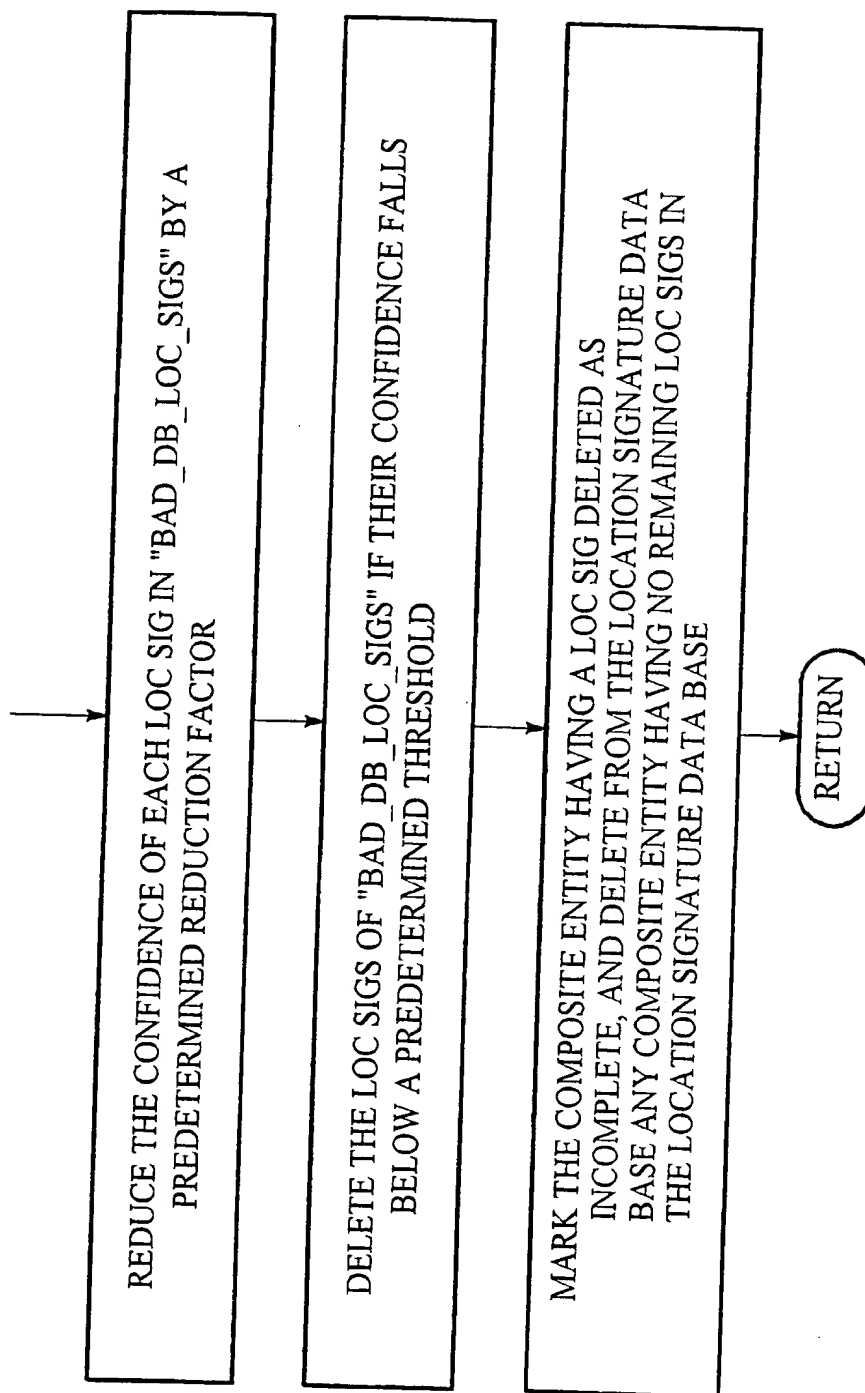 REDUCE THE CONFIDENCE OF EACH LOC SIG IN "BAD_DB_LOC_SIGS" BY A
PREDETERMINED REDUCTION FACTOR
DELETE THE LOC SIGS OF "BAD_DB_LOC_SIGS" IF THEIR CONFIDENCE FALLS
BELOW A PREDETERMINED THRESHOLD
MARK THE COMPOSITE ENTITY HAVING A LOC SIG DELETED AS
INCOMPLETE, AND DELETE FROM THE LOCATION SIGNATURE DATA
BASE ANY COMPOSITE ENTITY HAVING NO REMAINING LOC SIGS IN
THE LOCATION SIGNATURE DATA BASE
RETURN